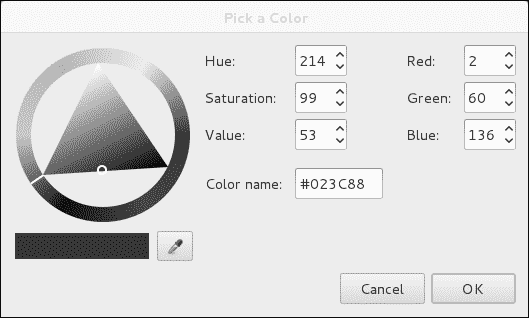 Pick a Color
Hue: 214 Red: 2
Saturation: 99 Green: 60
Value: 53 Blue: 136
Color name: #023C88
Cancel OK